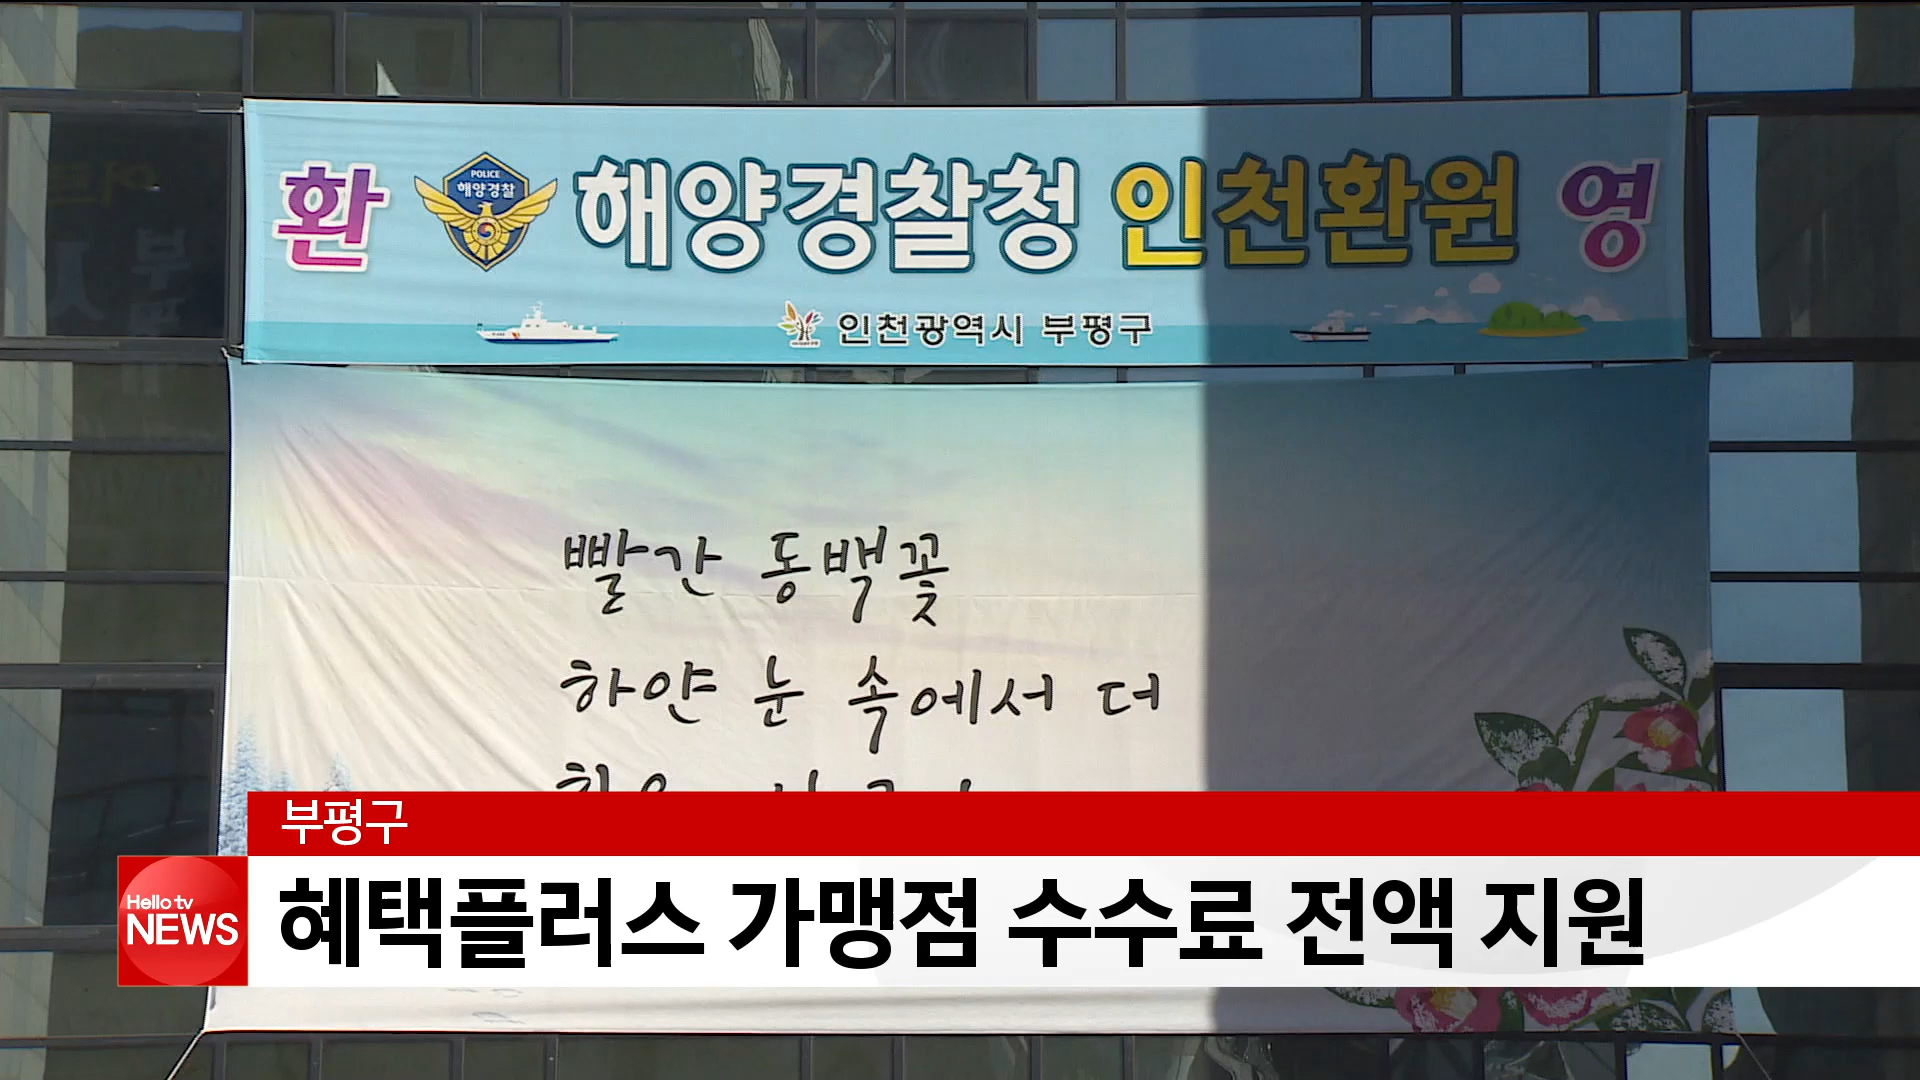 환 POLICE 해양경찰 해양경찰청 인천환원 영
인천광역시 부평구
빨간 동백꽃
하얀 눈 속에서 더
부평구
Hello tv
NEWS
혜택플러스 가맹점 수수료 전액 지원